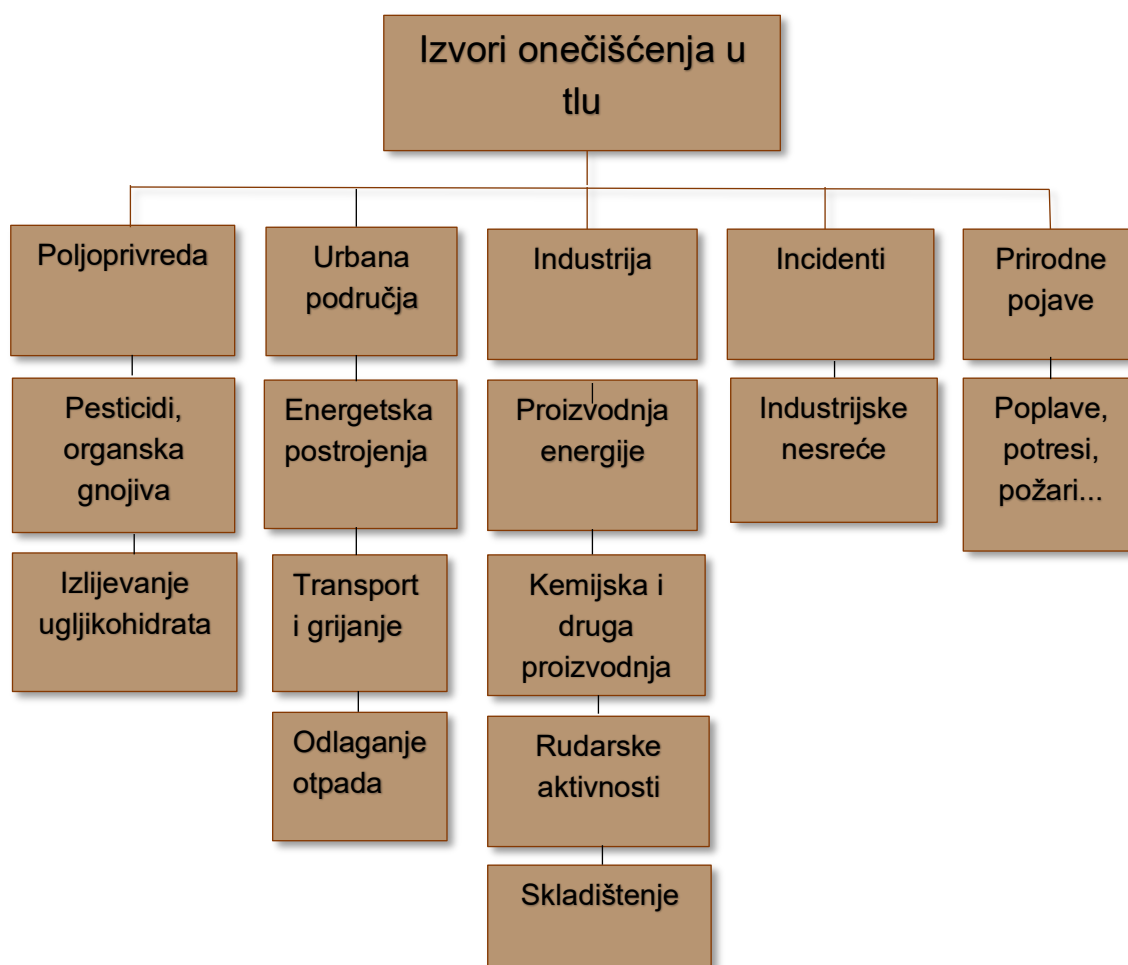 Izvori onečišćenja u
tlu
Poljoprivreda
Urbana
područja
Industrija
Incidenti
Prirodne
pojave
Pesticidi,
organska
gnojiva
Energetska
postrojenja
Proizvodnja
energije
Industrijske
nesreće
Poplave,
potresi,
požari...
Izlijevanje
ugljikohidrata
Transport
i grijanje
Kemijska i
druga
proizvodnja
Odlaganje
otpada
Rudarske
aktivnosti
Skladištenje